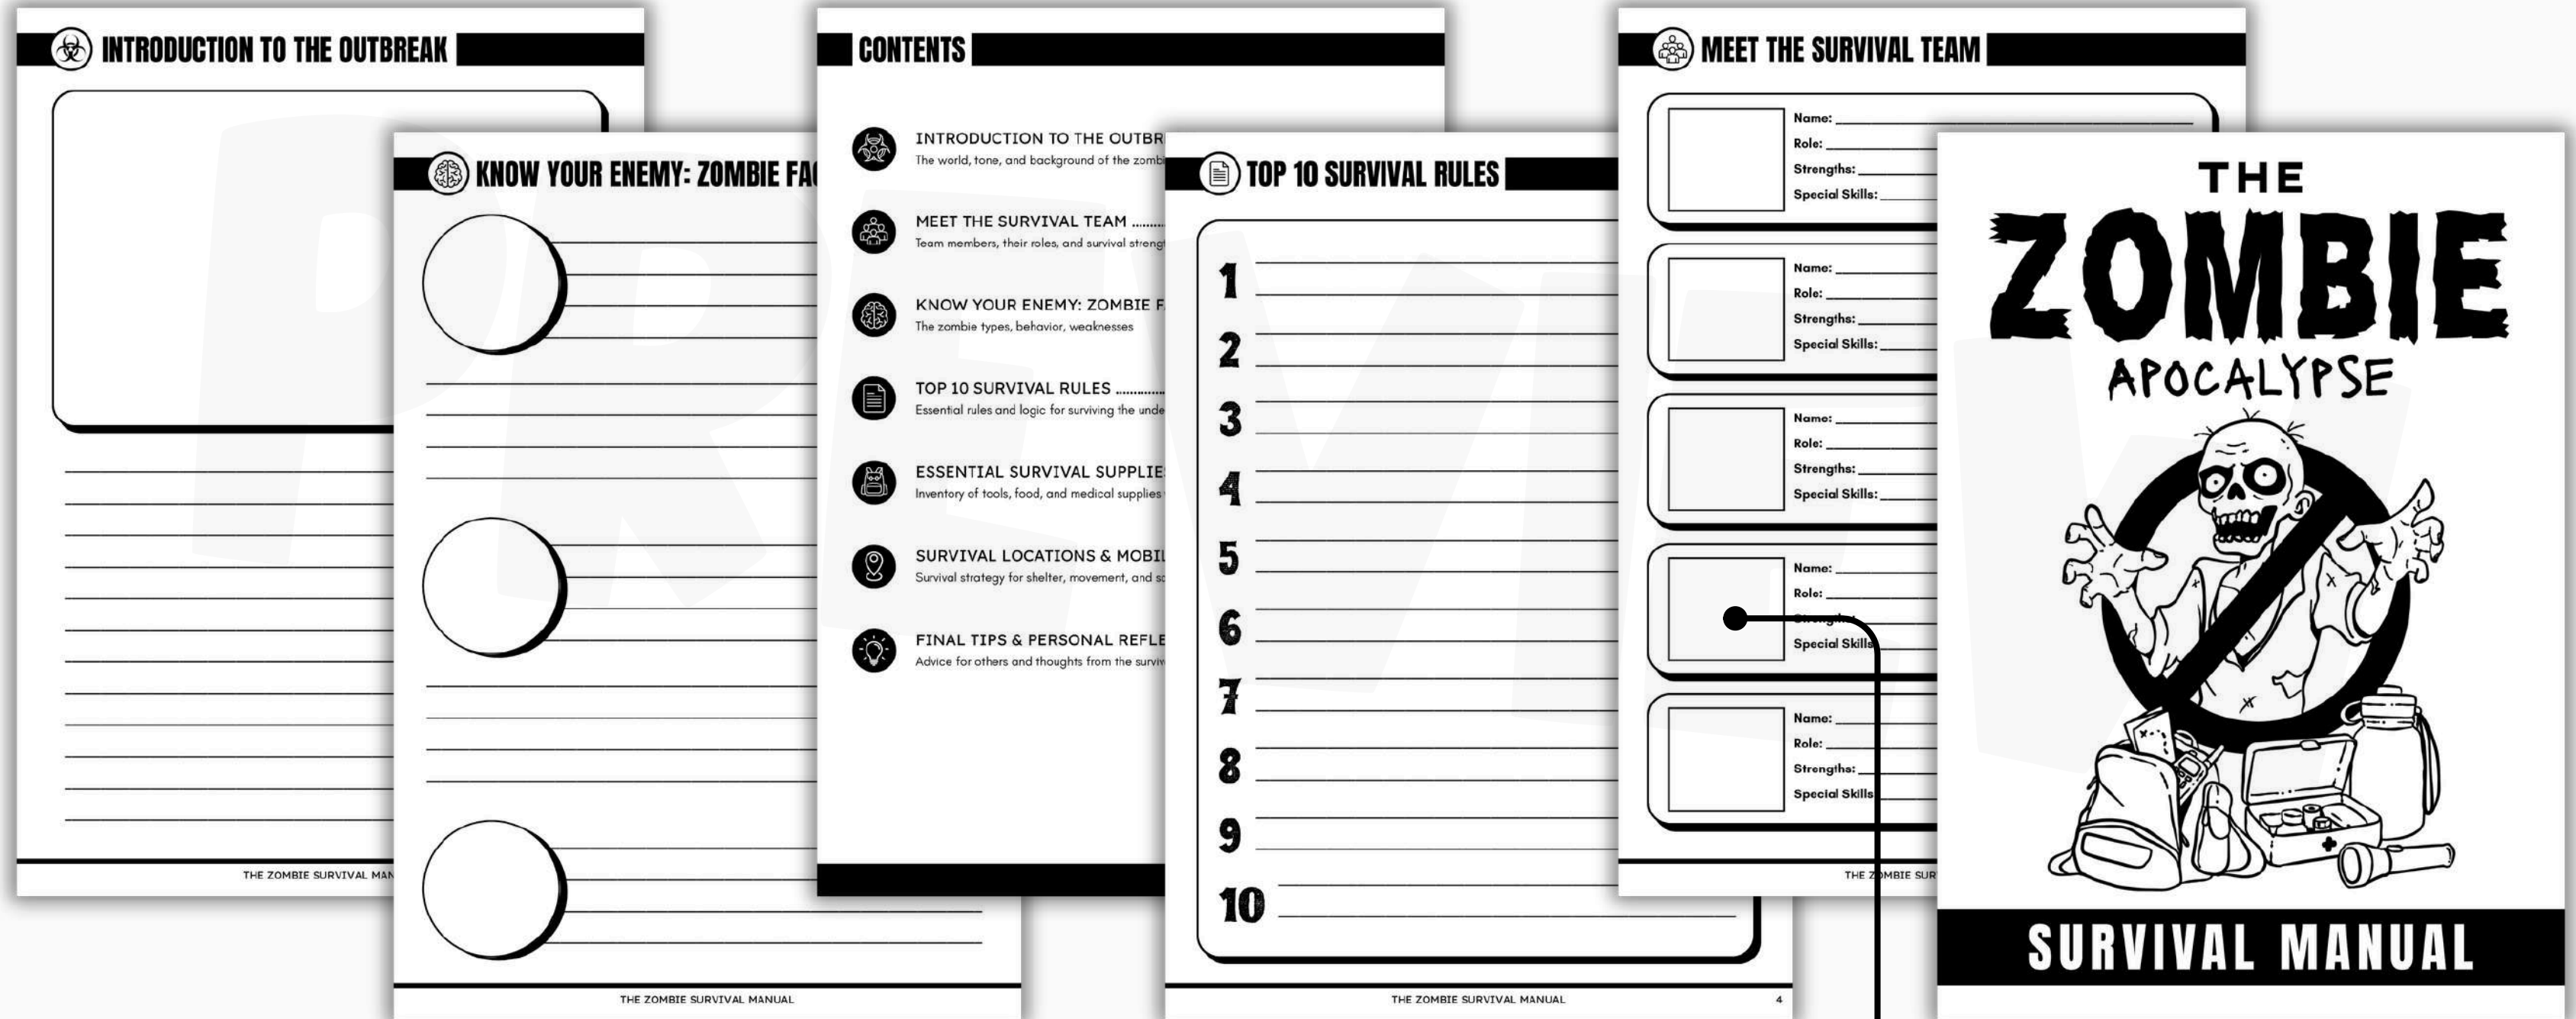 INTRODUCTION TO THE OUTBREAK
THE ZOMBIE SURVIVAL MAN
KNOW YOUR ENEMY: ZOMBIE FA
THE ZOMBIE SURVIVAL MANUAL
CONTENTS
INTRODUCTION TO THE OUTBR
The world, tone, and background of the zombi
MEET THE SURVIVAL TEAM ..........
Team members, their roles, and survival streng
KNOW YOUR ENEMY: ZOMBIE F
The zombie types, behavior, weaknesses
TOP 10 SURVIVAL RULES ..............
Essential rules and logic for surviving the unde
ESSENTIAL SURVIVAL SUPPLIE
Inventory of tools, food, and medical supplies
SURVIVAL LOCATIONS & MOBIL
Survival strategy for shelter, movement, and
FINAL TIPS & PERSONAL REFLE
Advice for others and thoughts from the surviv
TOP 10 SURVIVAL RULES
1
2
3
4
5
6
7
8
9
10
THE ZOMBIE SURVIVAL MANUAL
4
MEET THE SURVIVAL TEAM
Name:
Role:
Strengths:
Special Skills:
Name:
Role:
Strengths:
Special Skills:
Name:
Role:
Strengths:
Special Skills:
Name:
Role:
Strengths:
Special Skills
Name:
Role:
Strengths:
Special Skills
THE ZOMBIE SUR
THE
ZOMBIE
APOCALYPSE
SURVIVAL MANUAL
PREVIEW